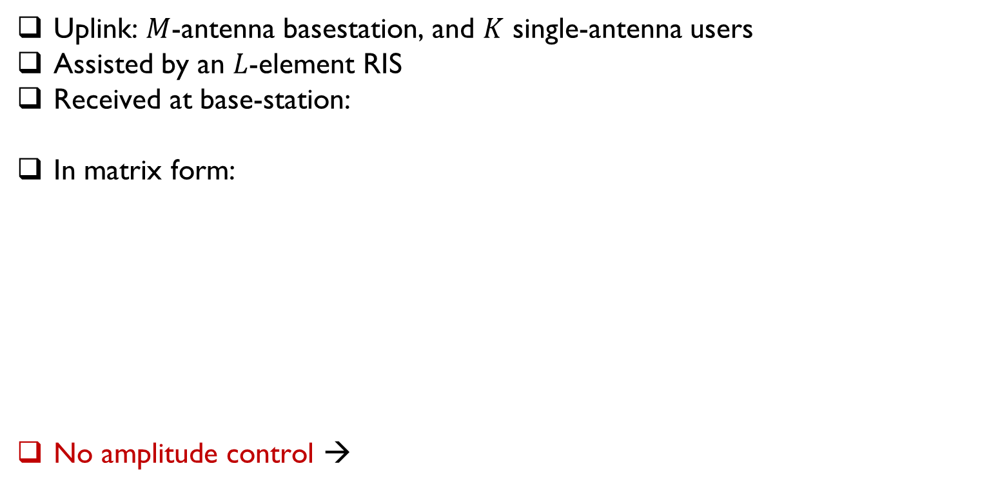 ❑ Uplink: M-antenna basestation, and K single-antenna users
❑ Assisted by an L-element RIS
❑ Received at base-station:
❑ In matrix form:
❑ No amplitude control →